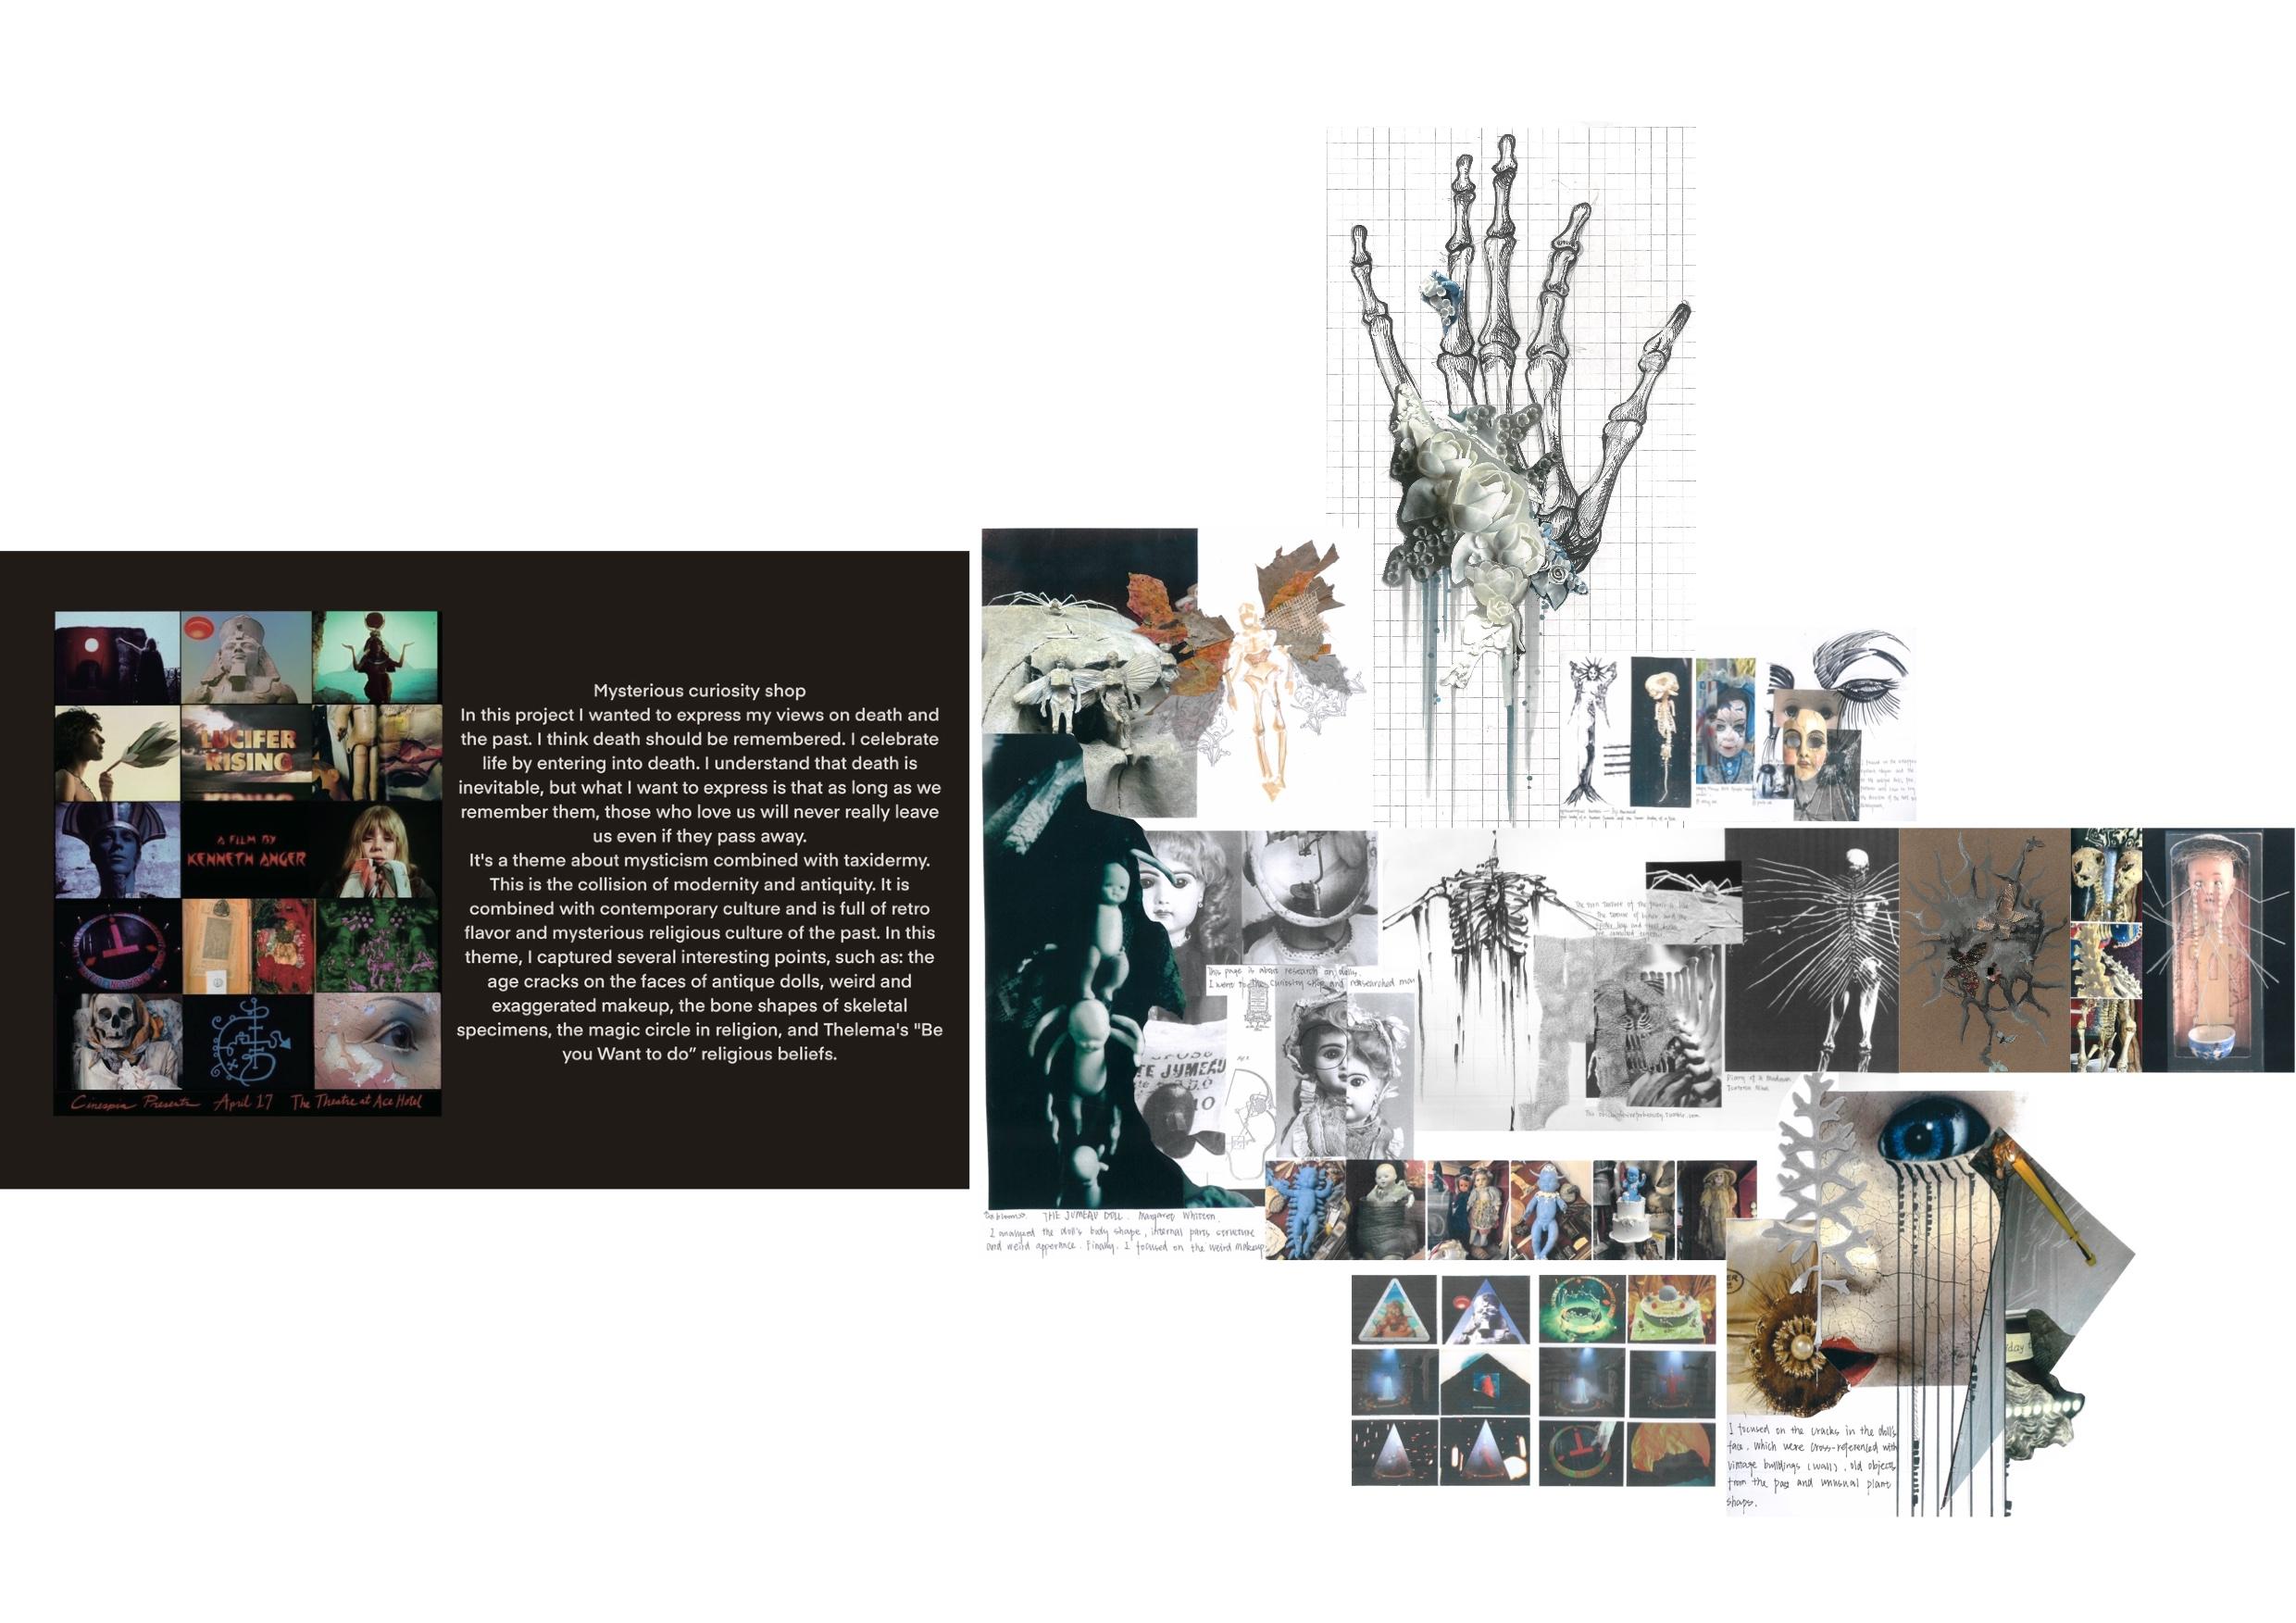 LUCIFER
RISING
A FILM BY
KENNETH ANGER
Cinespia Presents April 17 The Theatre at Ace Hotel
Mysterious curiosity shop
In this project I wanted to express my views on death and
the past. I think death should be remembered. I celebrate
life by entering into death. I understand that death is
inevitable, but what I want to express is that as long as we
remember them, those who love us will never really leave
us even if they pass away.
It's a theme about mysticism combined with taxidermy.
This is the collision of modernity and antiquity. It is
combined with contemporary culture and is full of retro
flavor and mysterious religious culture of the past. In this
theme, I captured several interesting points, such as: the
age cracks on the faces of antique dolls, weird and
exaggerated makeup, the bone shapes of skeletal
specimens, the magic circle in religion, and Thelema's "Be
you Want to do” religious beliefs.
This page is about research on dolls.
I went to the curiosity shop and reasearched
TE JUMEAU
10
THE JUMEAU DOLL. Margaret Whitton.
I analyzed the doll's body shape, internal parts structure
and weird apperance. Finally. I focused on the weird makeup
I focused on the cracks in the doll's
face. Which were cross-referenced with
vintage buildings (wall), old objects
from the pas and unusual plant
shaps.